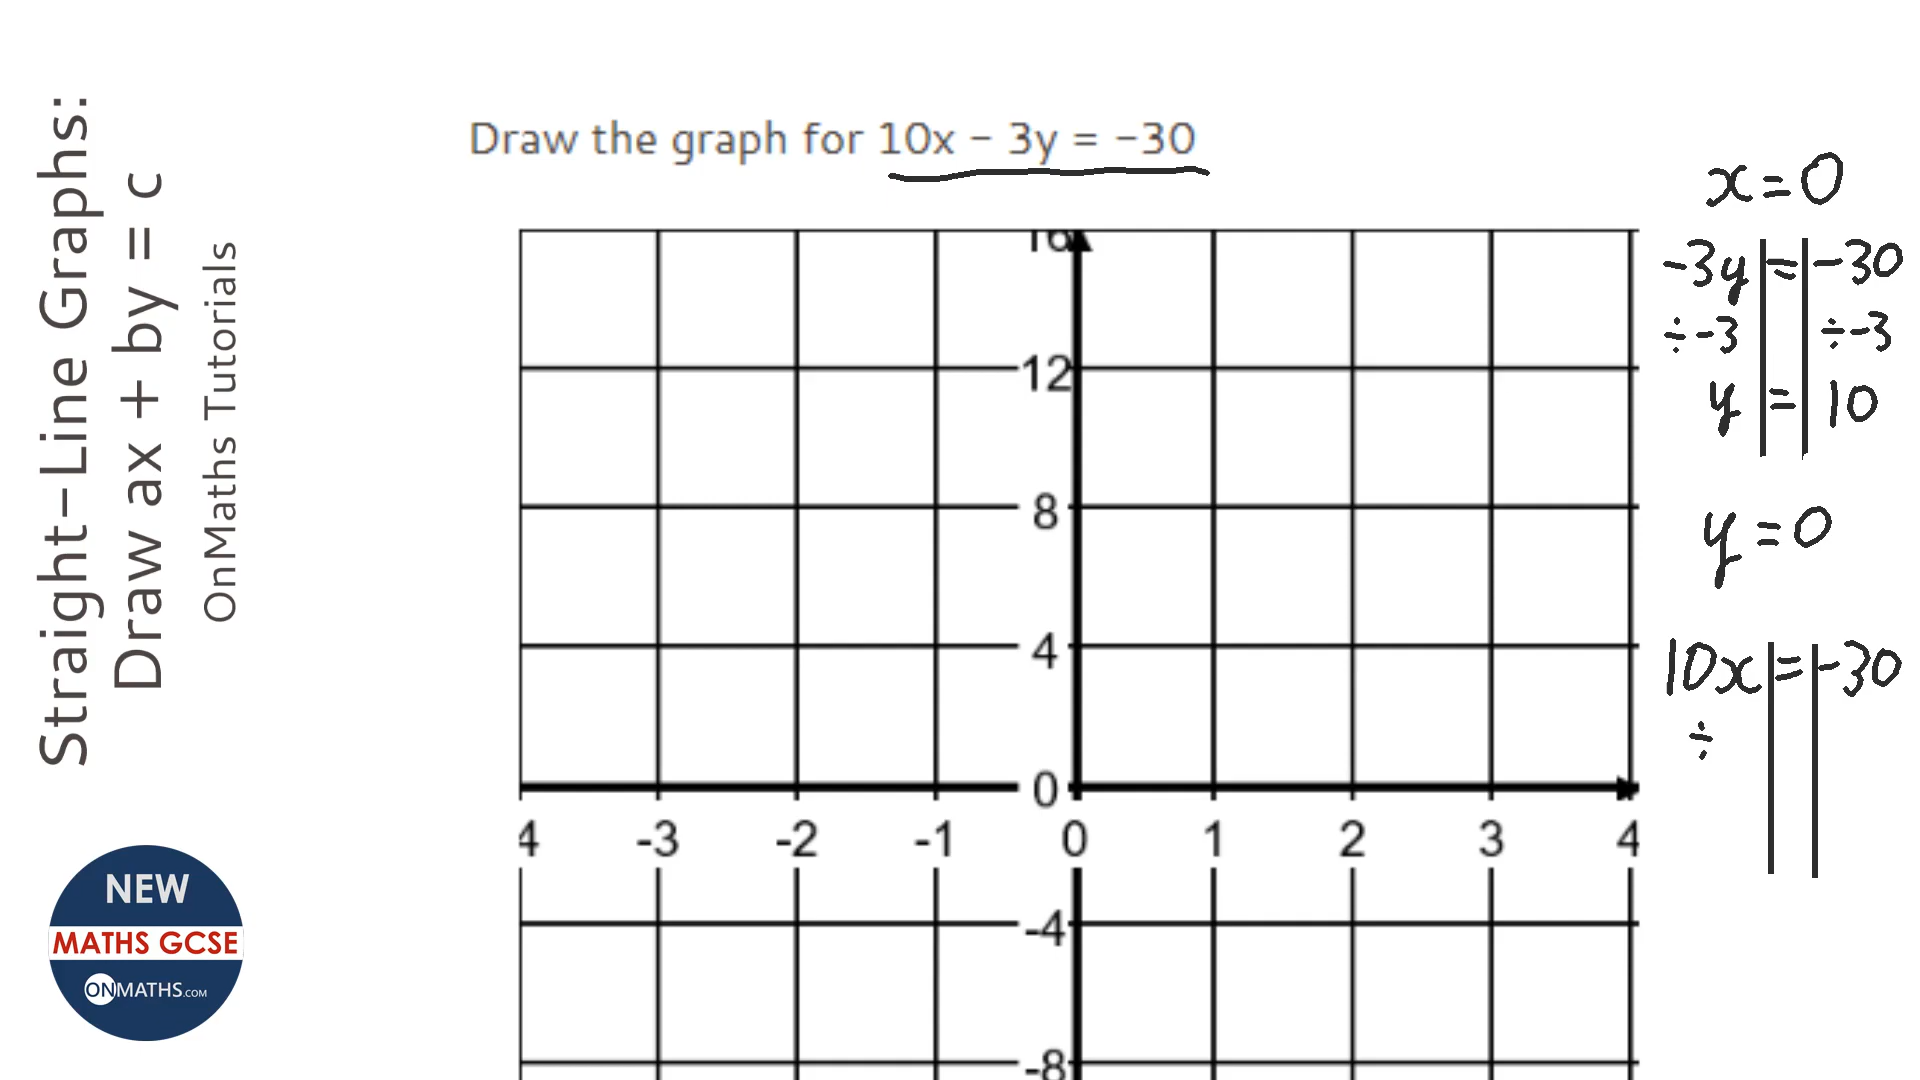 Straight-Line Graphs:
Draw ax + by = c
OnMaths Tutorials
Draw the graph for 10x - 3y = -30
16
12
8
4
0
4 -3 -2 -1 0 1 2 3 4
-4
-8
x=0
-3y = -30
÷-3 ÷-3
y = 10
y = 0
10x = -30
÷
NEW
MATHS GCSE
ONMATHS.COM